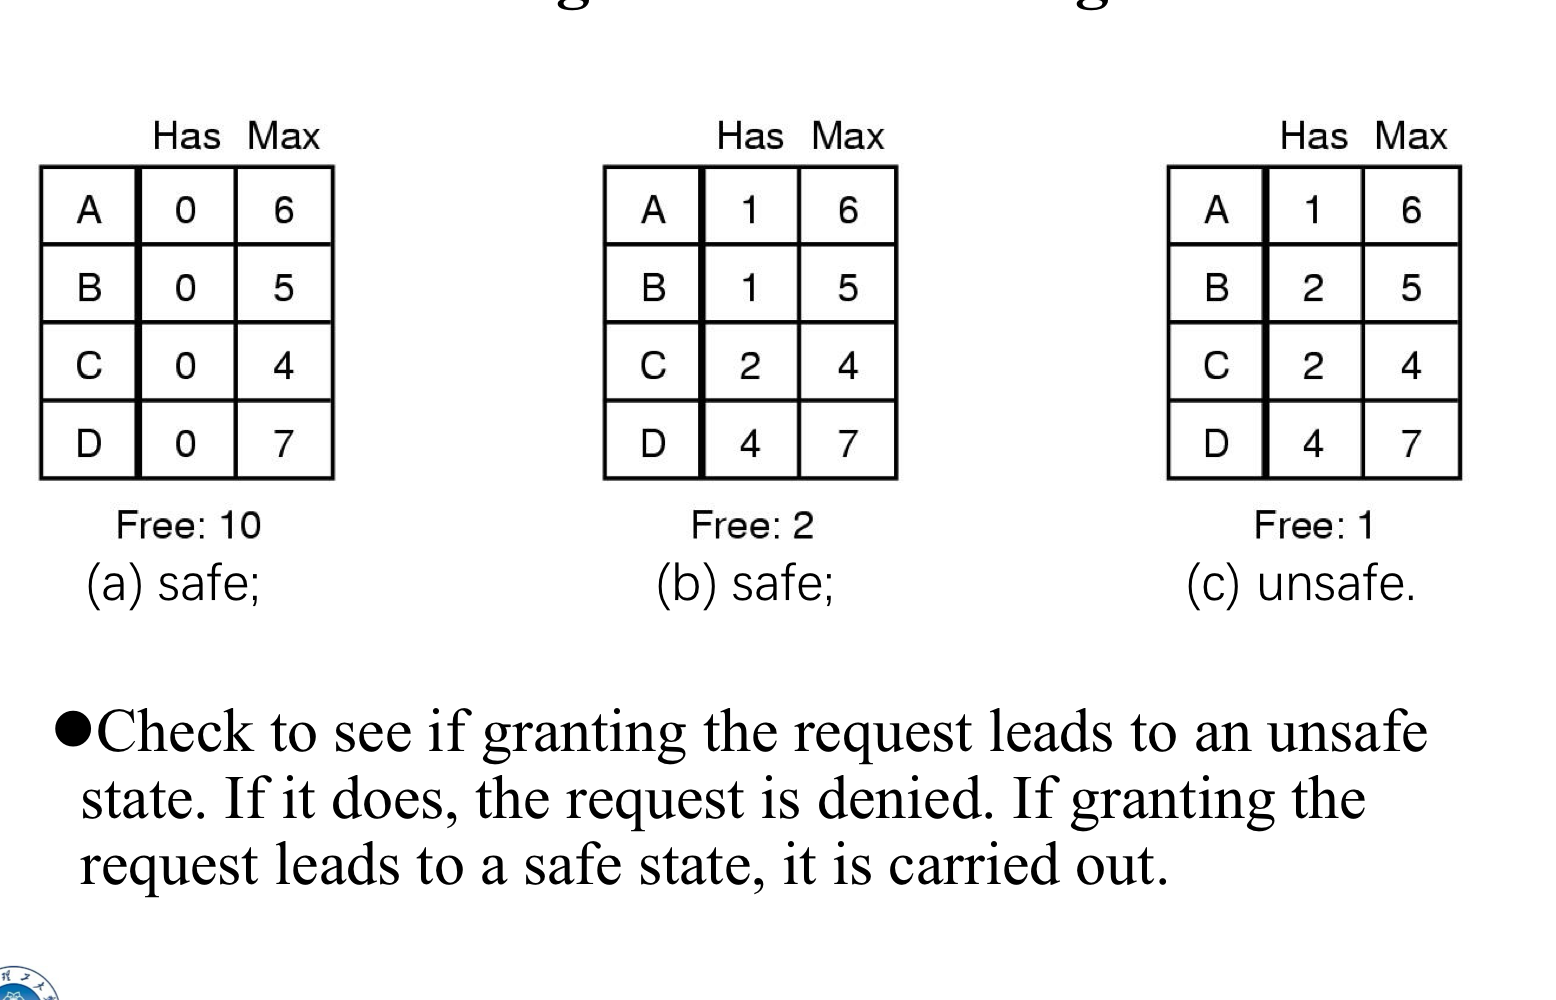 Has Max
A 0 6
B 0 5
C 0 4
D 0 7
Free: 10
(a) safe;
Has Max
A 1 6
B 1 5
C 2 4
D 4 7
Free: 2
(b) safe;
Has Max
A 1 6
B 2 5
C 2 4
D 4 7
Free: 1
(c) unsafe.
●Check to see if granting the request leads to an unsafe
state. If it does, the request is denied. If granting the
request leads to a safe state, it is carried out.